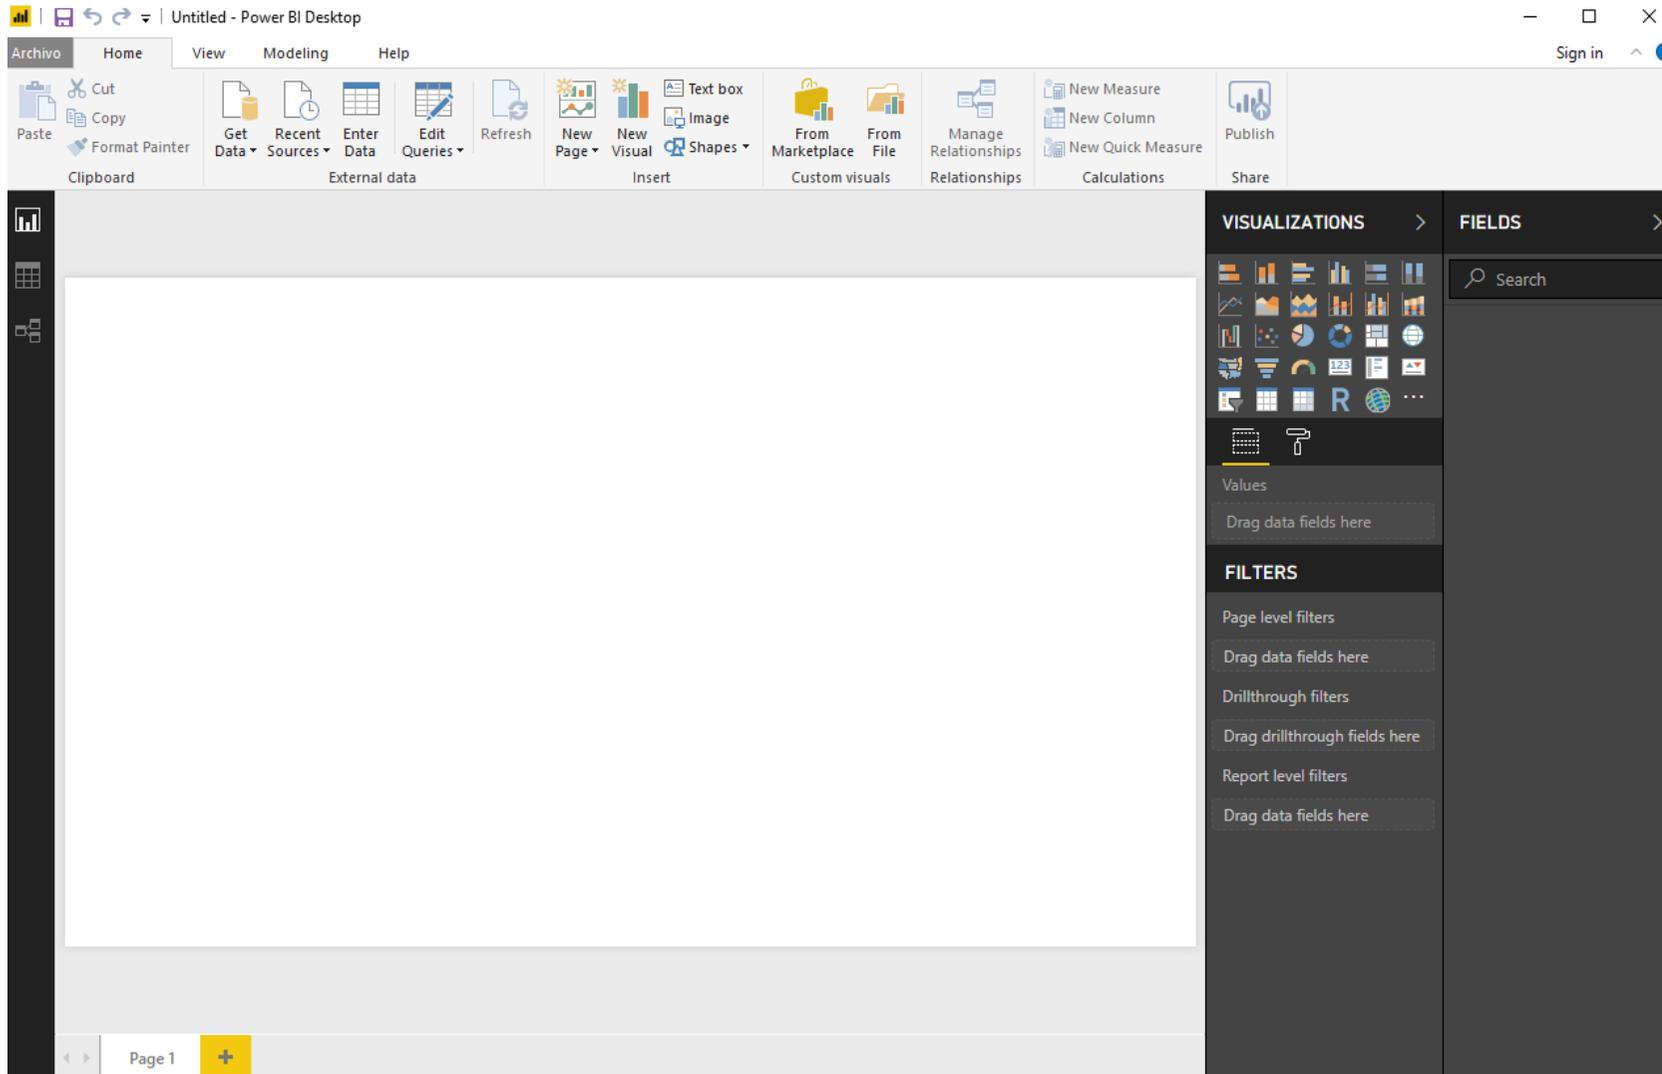 Untitled - Power BI Desktop
Archivo Home View Modeling Help Sign in
Paste
Cut
Copy
Format Painter
Clipboard
Get Data
Recent Sources
Enter Data
Edit Queries
Refresh
External data
New Page
New Visual
Text box
Image
Shapes
Insert
From Marketplace
From File
Custom visuals
Manage Relationships
Relationships
New Measure
New Column
New Quick Measure
Calculations
Publish
Share
VISUALIZATIONS
FIELDS
Search
123
R
Values
Drag data fields here
FILTERS
Page level filters
Drag data fields here
Drillthrough filters
Drag drillthrough fields here
Report level filters
Drag data fields here
Page 1